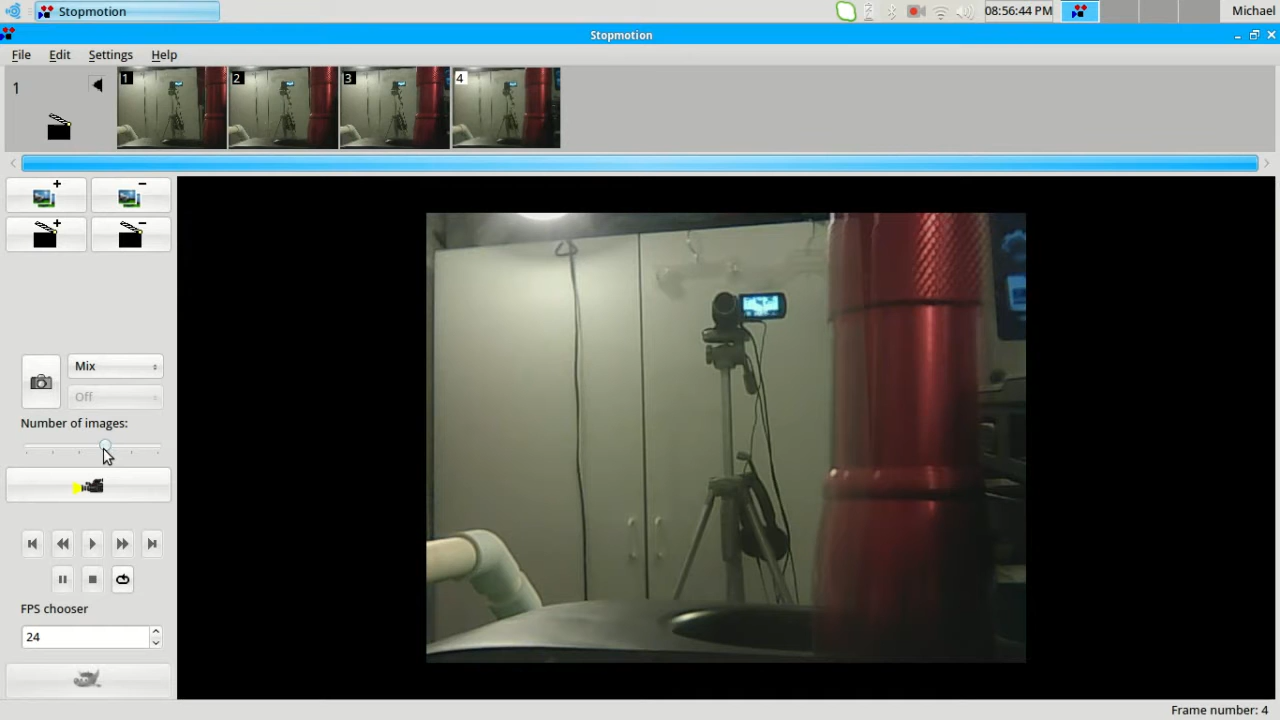 Stopmotion
08:56:44 PM
Michael
Stopmotion
File Edit Settings Help
1
1 2 3 4
Mix
Off
Number of images:
FPS chooser
24
Frame number: 4